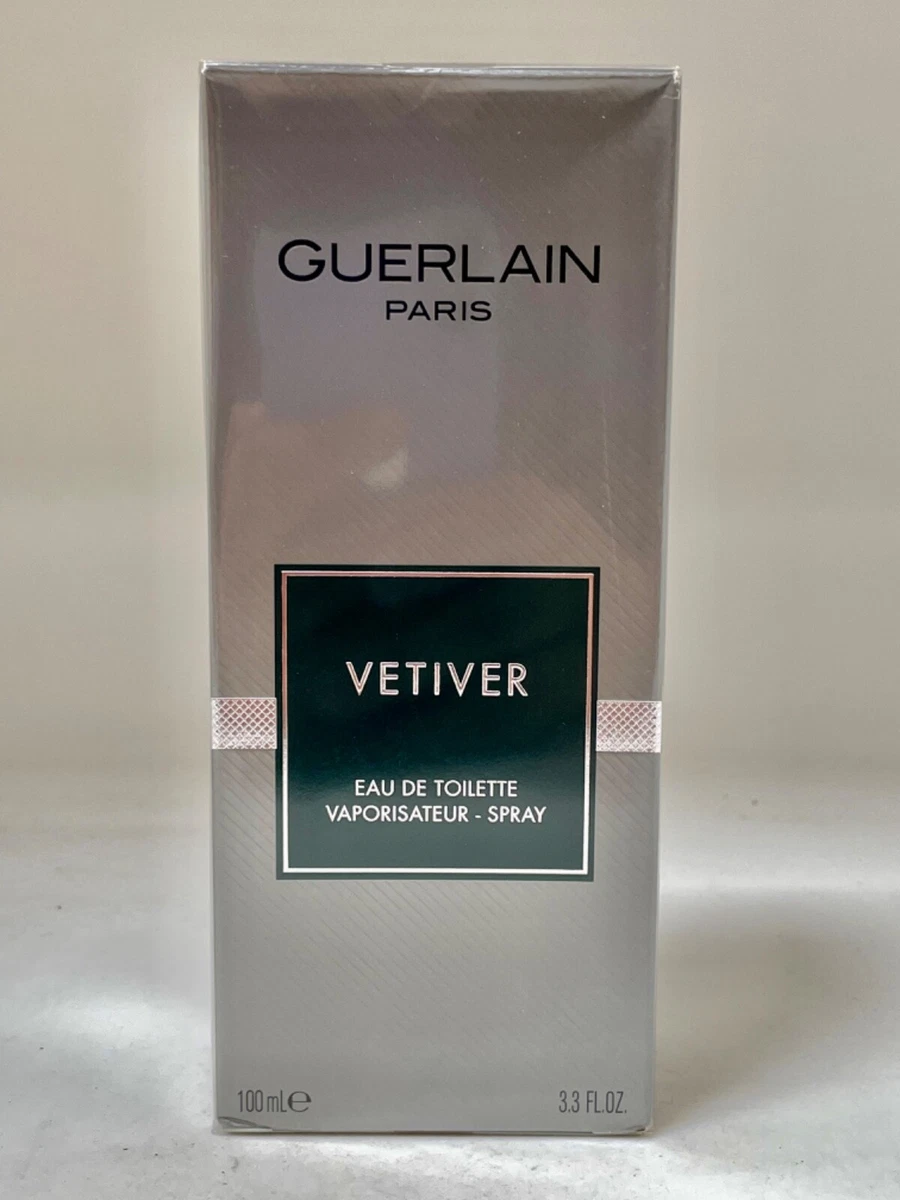 GUERLAIN
PARIS
VETIVER
EAU DE TOILETTE
VAPORISATEUR - SPRAY
100 mL ℮ 3.3 FL.OZ.